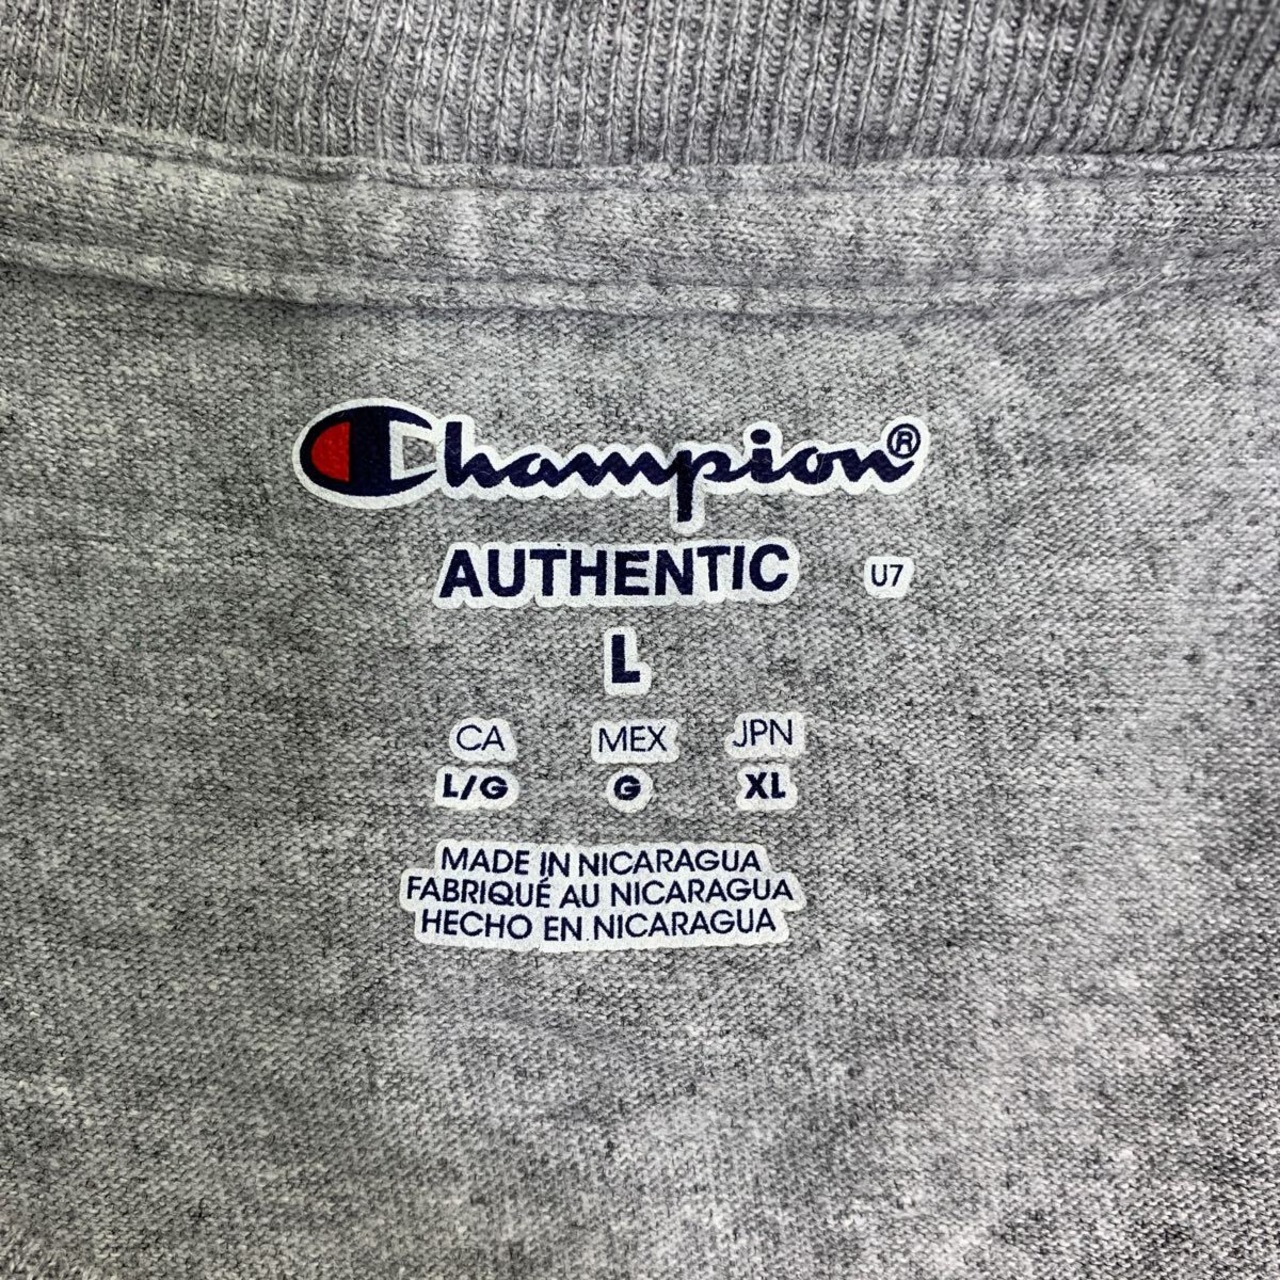 Champion®
AUTHENTIC U7
L
CA MEX JPN
L/G G XL
MADE IN NICARAGUA
FABRIQUÉ AU NICARAGUA
HECHO EN NICARAGUA